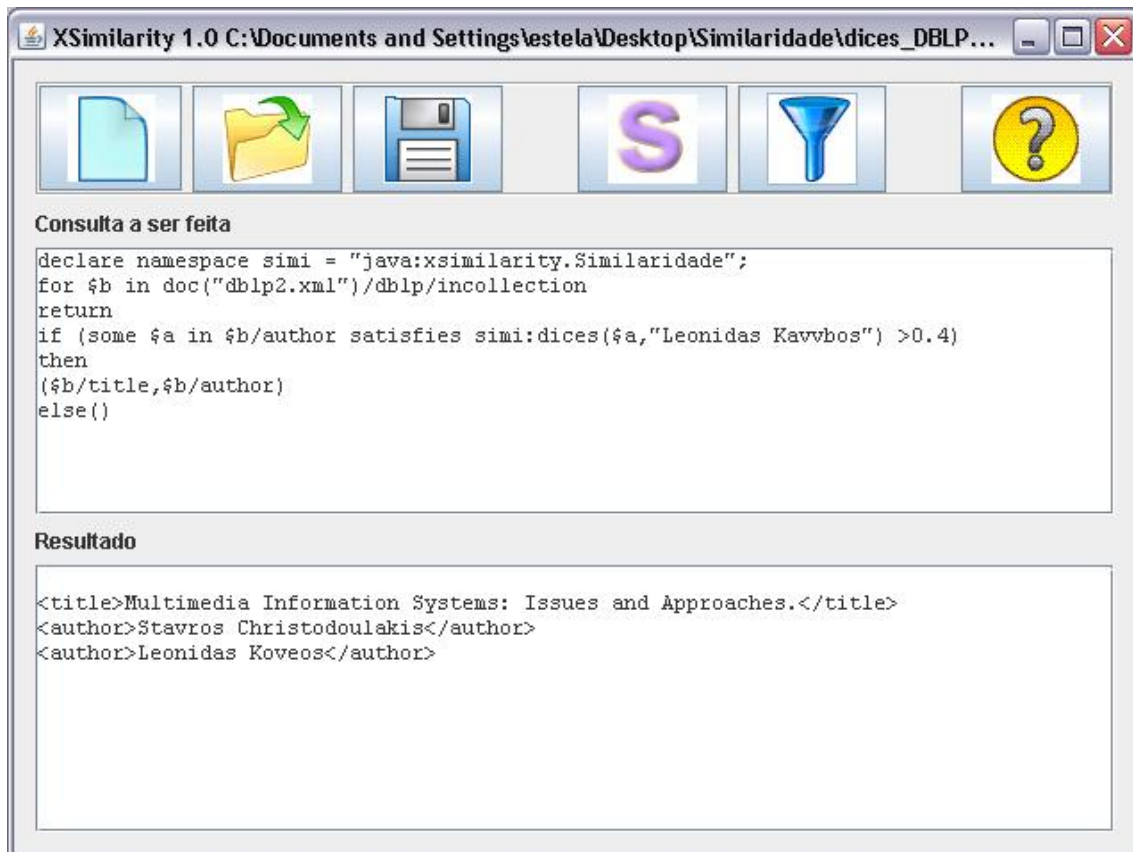 XSimilarity 1.0 C:\Documents and Settings\estela\Desktop\Similaridade\dices_DBLP...
S
?
Consulta a ser feita
declare namespace simi = "java:xsimilarity.Similaridade";
for $b in doc("dblp2.xml")/dblp/incollection
return
if (some $a in $b/author satisfies simi:dices($a,"Leonidas Kavvbos") >0.4)
then
($b/title,$b/author)
else()
Resultado
<title>Multimedia Information Systems: Issues and Approaches.</title>
<author>Stavros Christodoulakis</author>
<author>Leonidas Koveos</author>